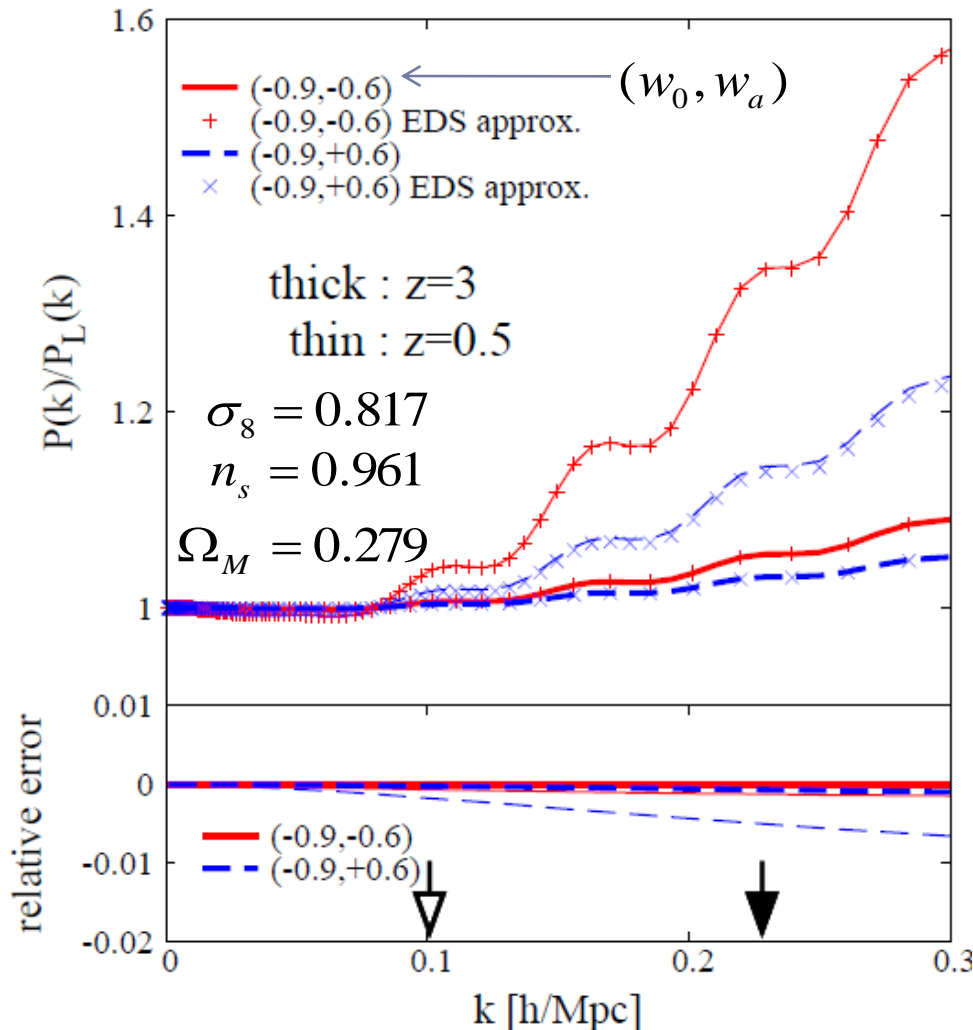 1.6
(-0.9,-0.6)
(w₀, wₐ)
(-0.9,-0.6) EDS approx.
(-0.9,+0.6)
(-0.9,+0.6) EDS approx.
1.4
thick : z=3
thin : z=0.5
P(k)/P_L(k)
1.2
σ₈ = 0.817
nₛ = 0.961
Ω_M = 0.279
1
0.01
relative error
0
(-0.9,-0.6)
-0.01
(-0.9,+0.6)
-0.02
0 0.1 0.2 0.3
k [h/Mpc]